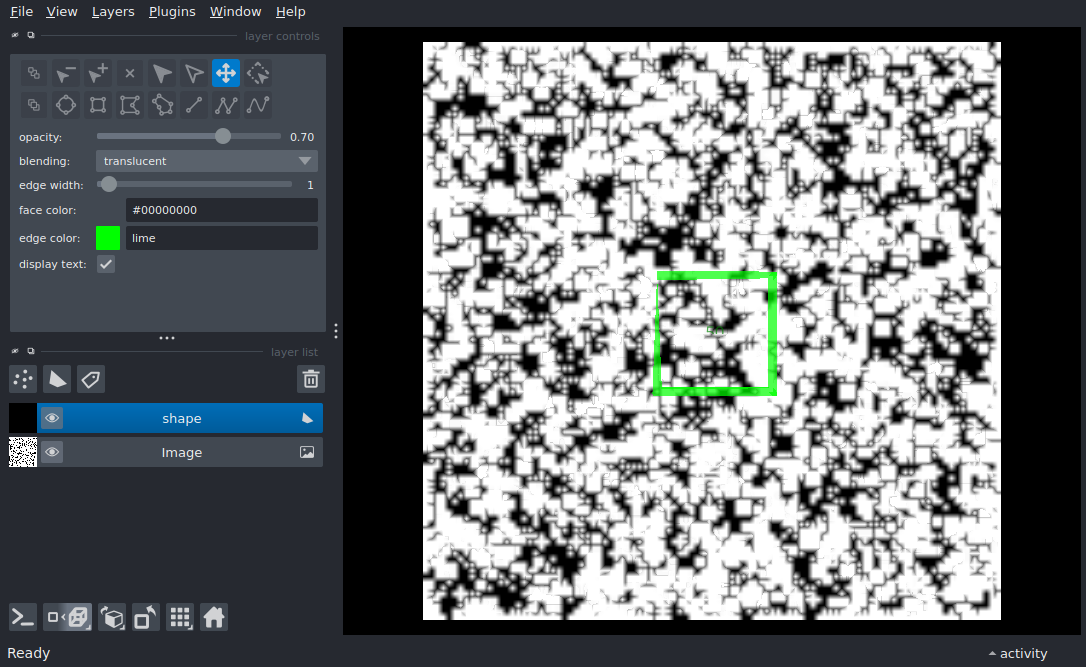 File View Layers Plugins Window Help
layer controls
opacity: 0.70
blending: translucent
edge width: 1
face color: #00000000
edge color: lime
display text:
layer list
shape
Image
Ready
activity